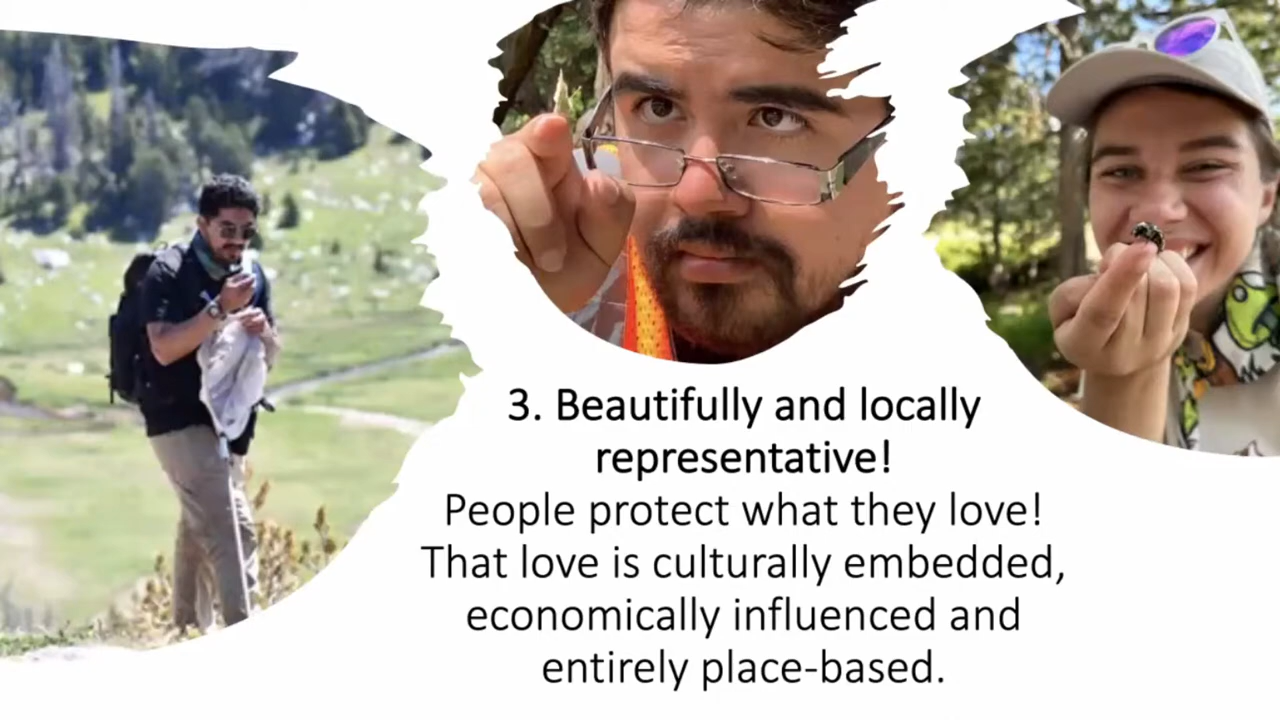 3. Beautifully and locally
representative!
People protect what they love!
That love is culturally embedded,
economically influenced and
entirely place-based.